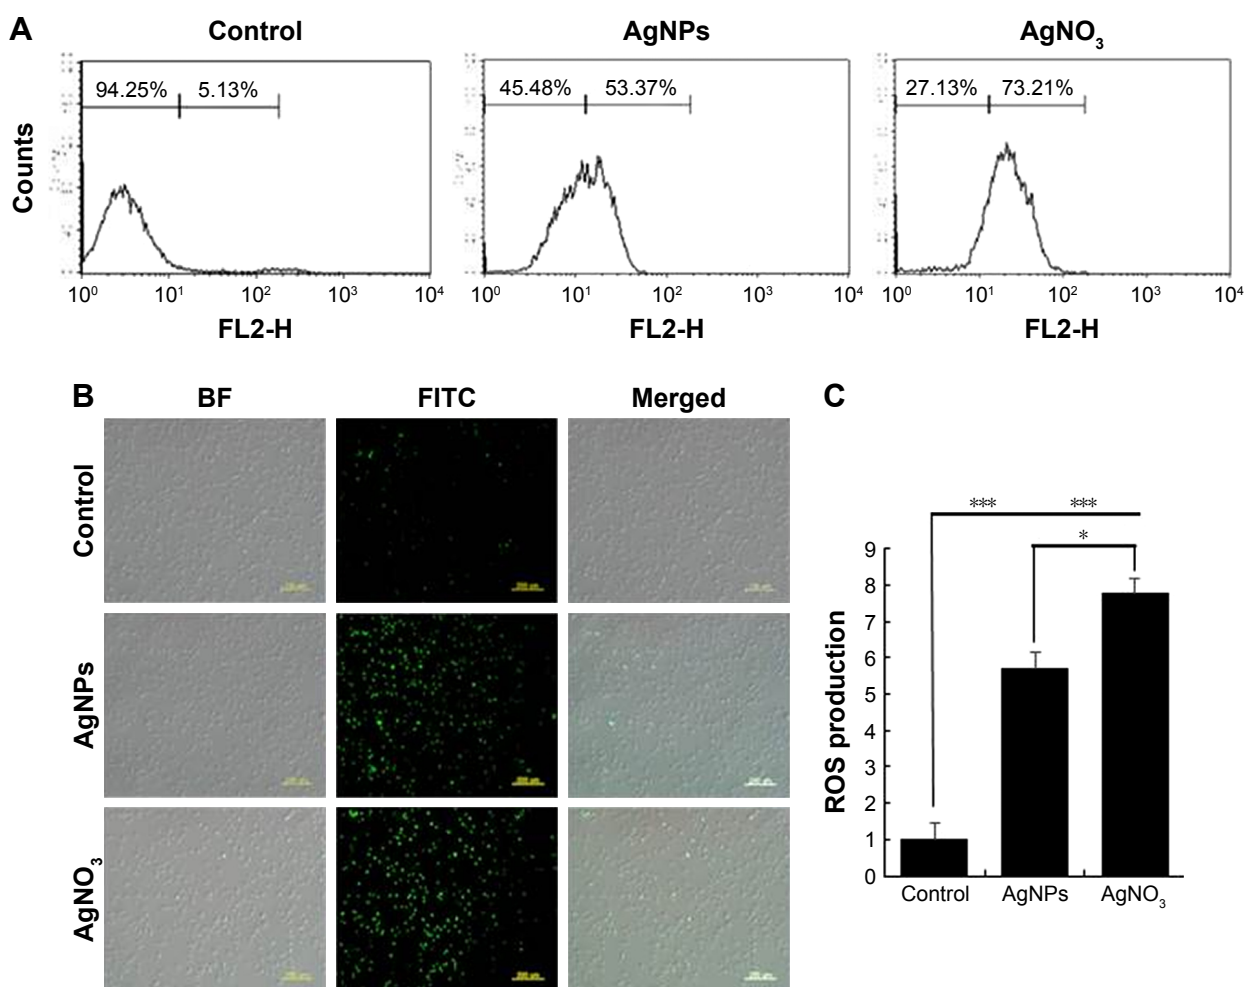 A
Control
AgNPs
AgNO3
94.25% 5.13%
45.48% 53.37%
27.13% 73.21%
Counts
10^0 10^1 10^2 10^3 10^4
10^0 10^1 10^2 10^3 10^4
10^0 10^1 10^2 10^3 10^4
FL2-H
FL2-H
FL2-H
B
BF
FITC
Merged
Control
AgNPs
AgNO3
C
*** ***
*
ROS production
9
8
7
6
5
4
3
2
1
0
Control AgNPs AgNO3